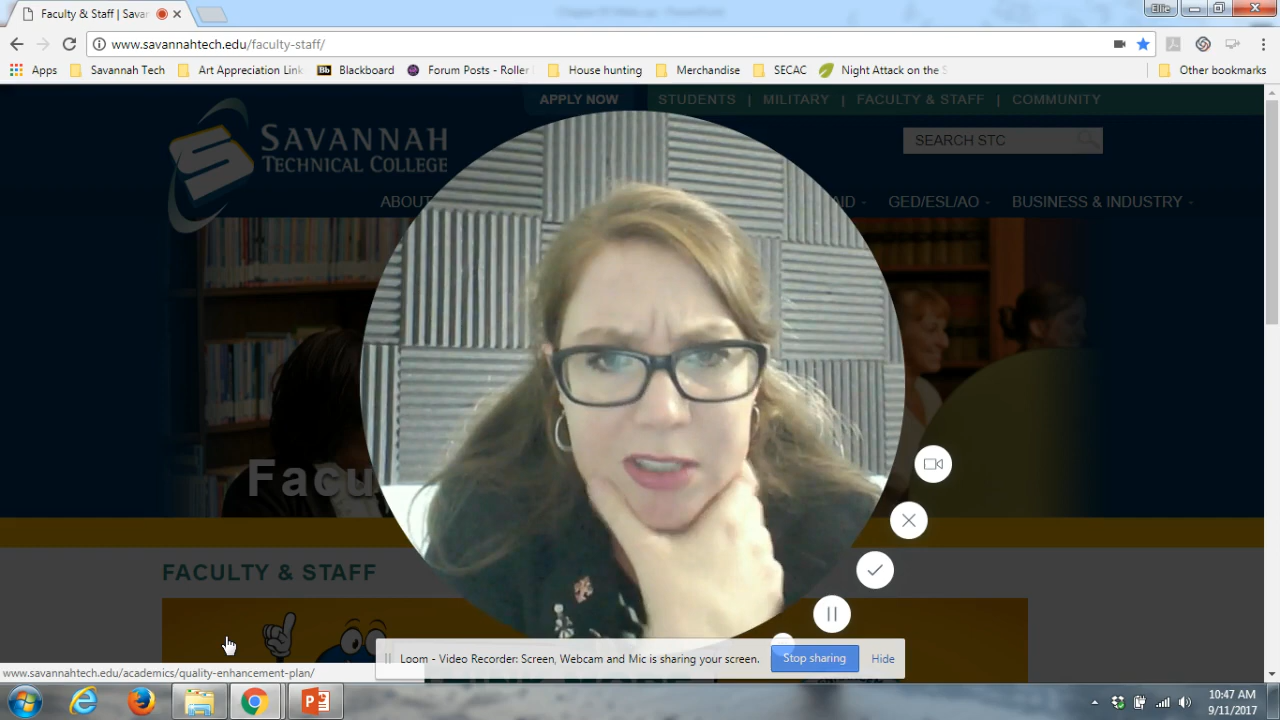 Faculty & Staff | Savar
Ellie
www.savannahtech.edu/faculty-staff/
Apps
Savannah Tech
Art Appreciation Link
Bb Blackboard
Forum Posts - Roller
House hunting
Merchandise
SECAC
Night Attack on the S
Other bookmarks
APPLY NOW
STUDENTS | MILITARY | FACULTY & STAFF | COMMUNITY
SAVANNAH
TECHNICAL COLLEGE
SEARCH STC
ABOUT
AID
GED/ESL/AO
BUSINESS & INDUSTRY
Facu
FACULTY & STAFF
Loom - Video Recorder: Screen, Webcam and Mic is sharing your screen.
Stop sharing
Hide
www.savannahtech.edu/academics/quality-enhancement-plan/
10:47 AM
9/11/2017